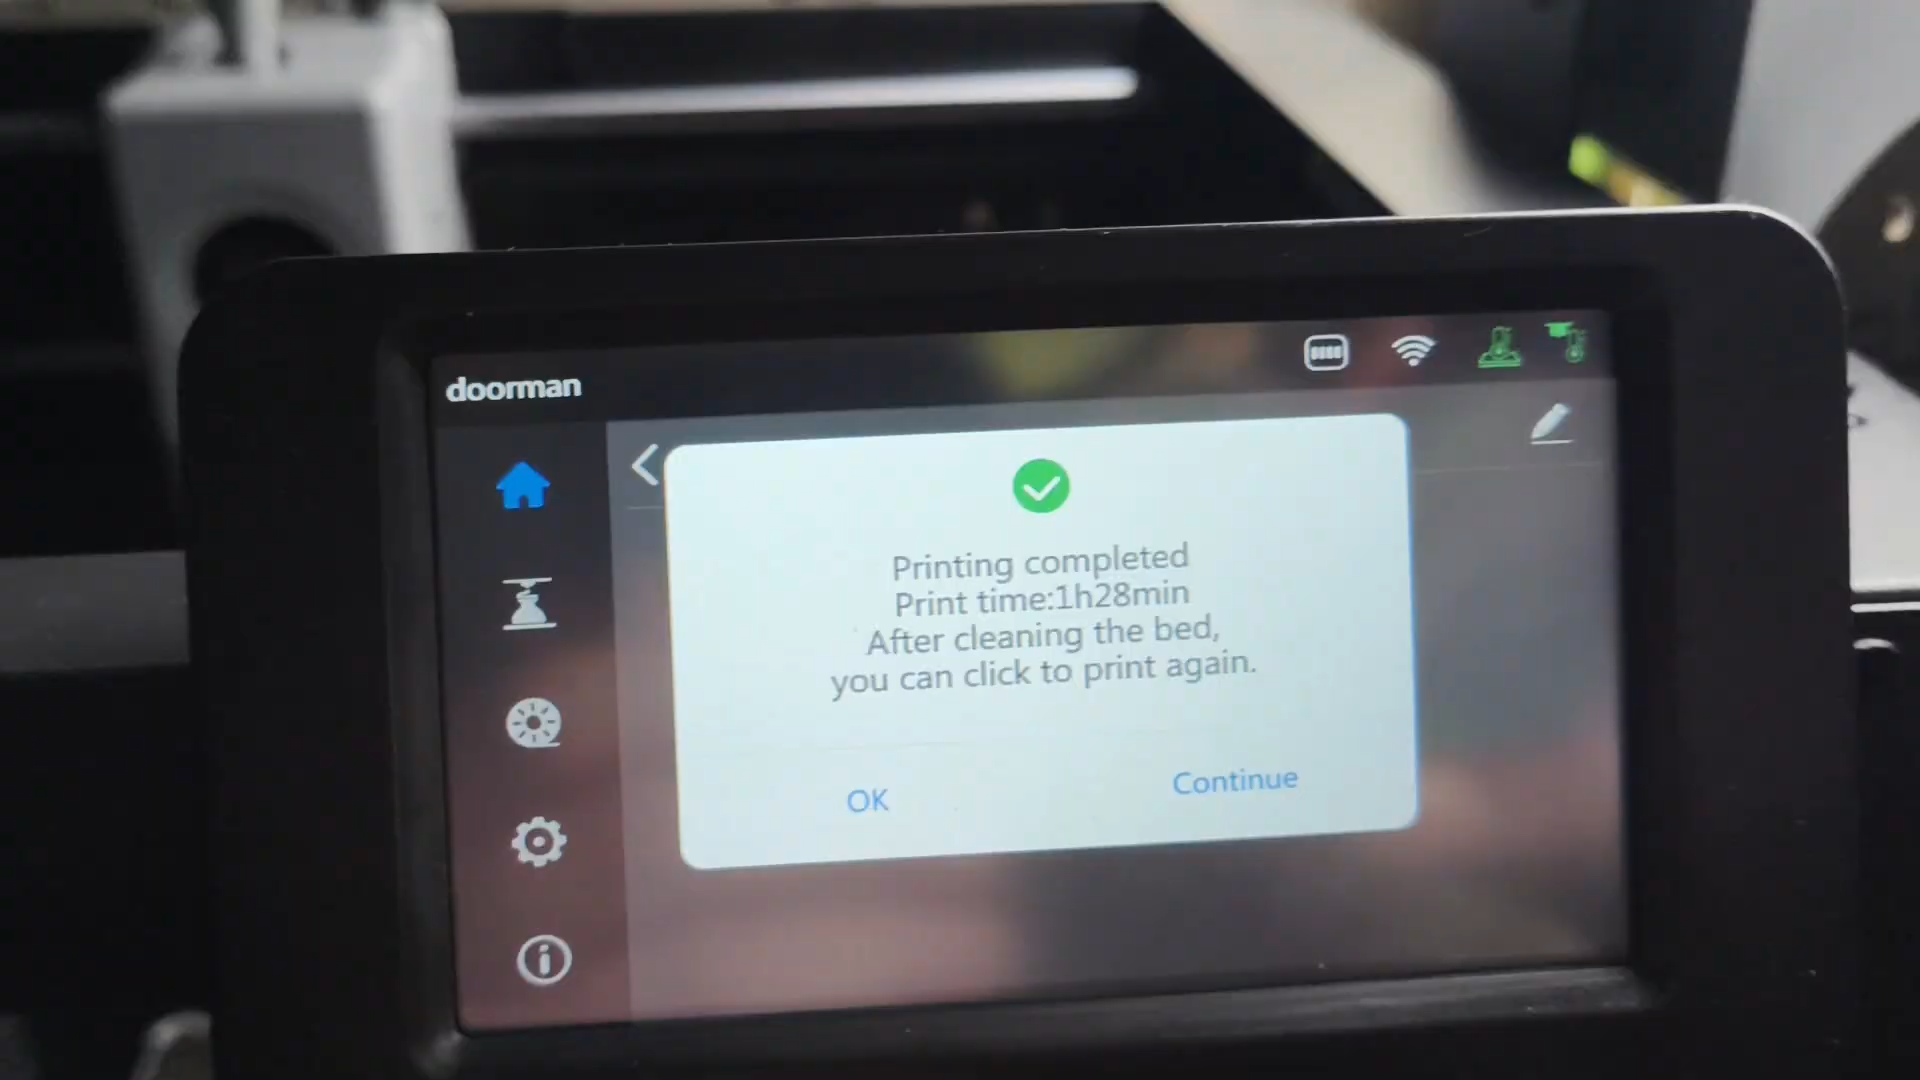 doorman
Printing completed
Print time:1h28min
After cleaning the bed,
you can click to print again.
OK
Continue